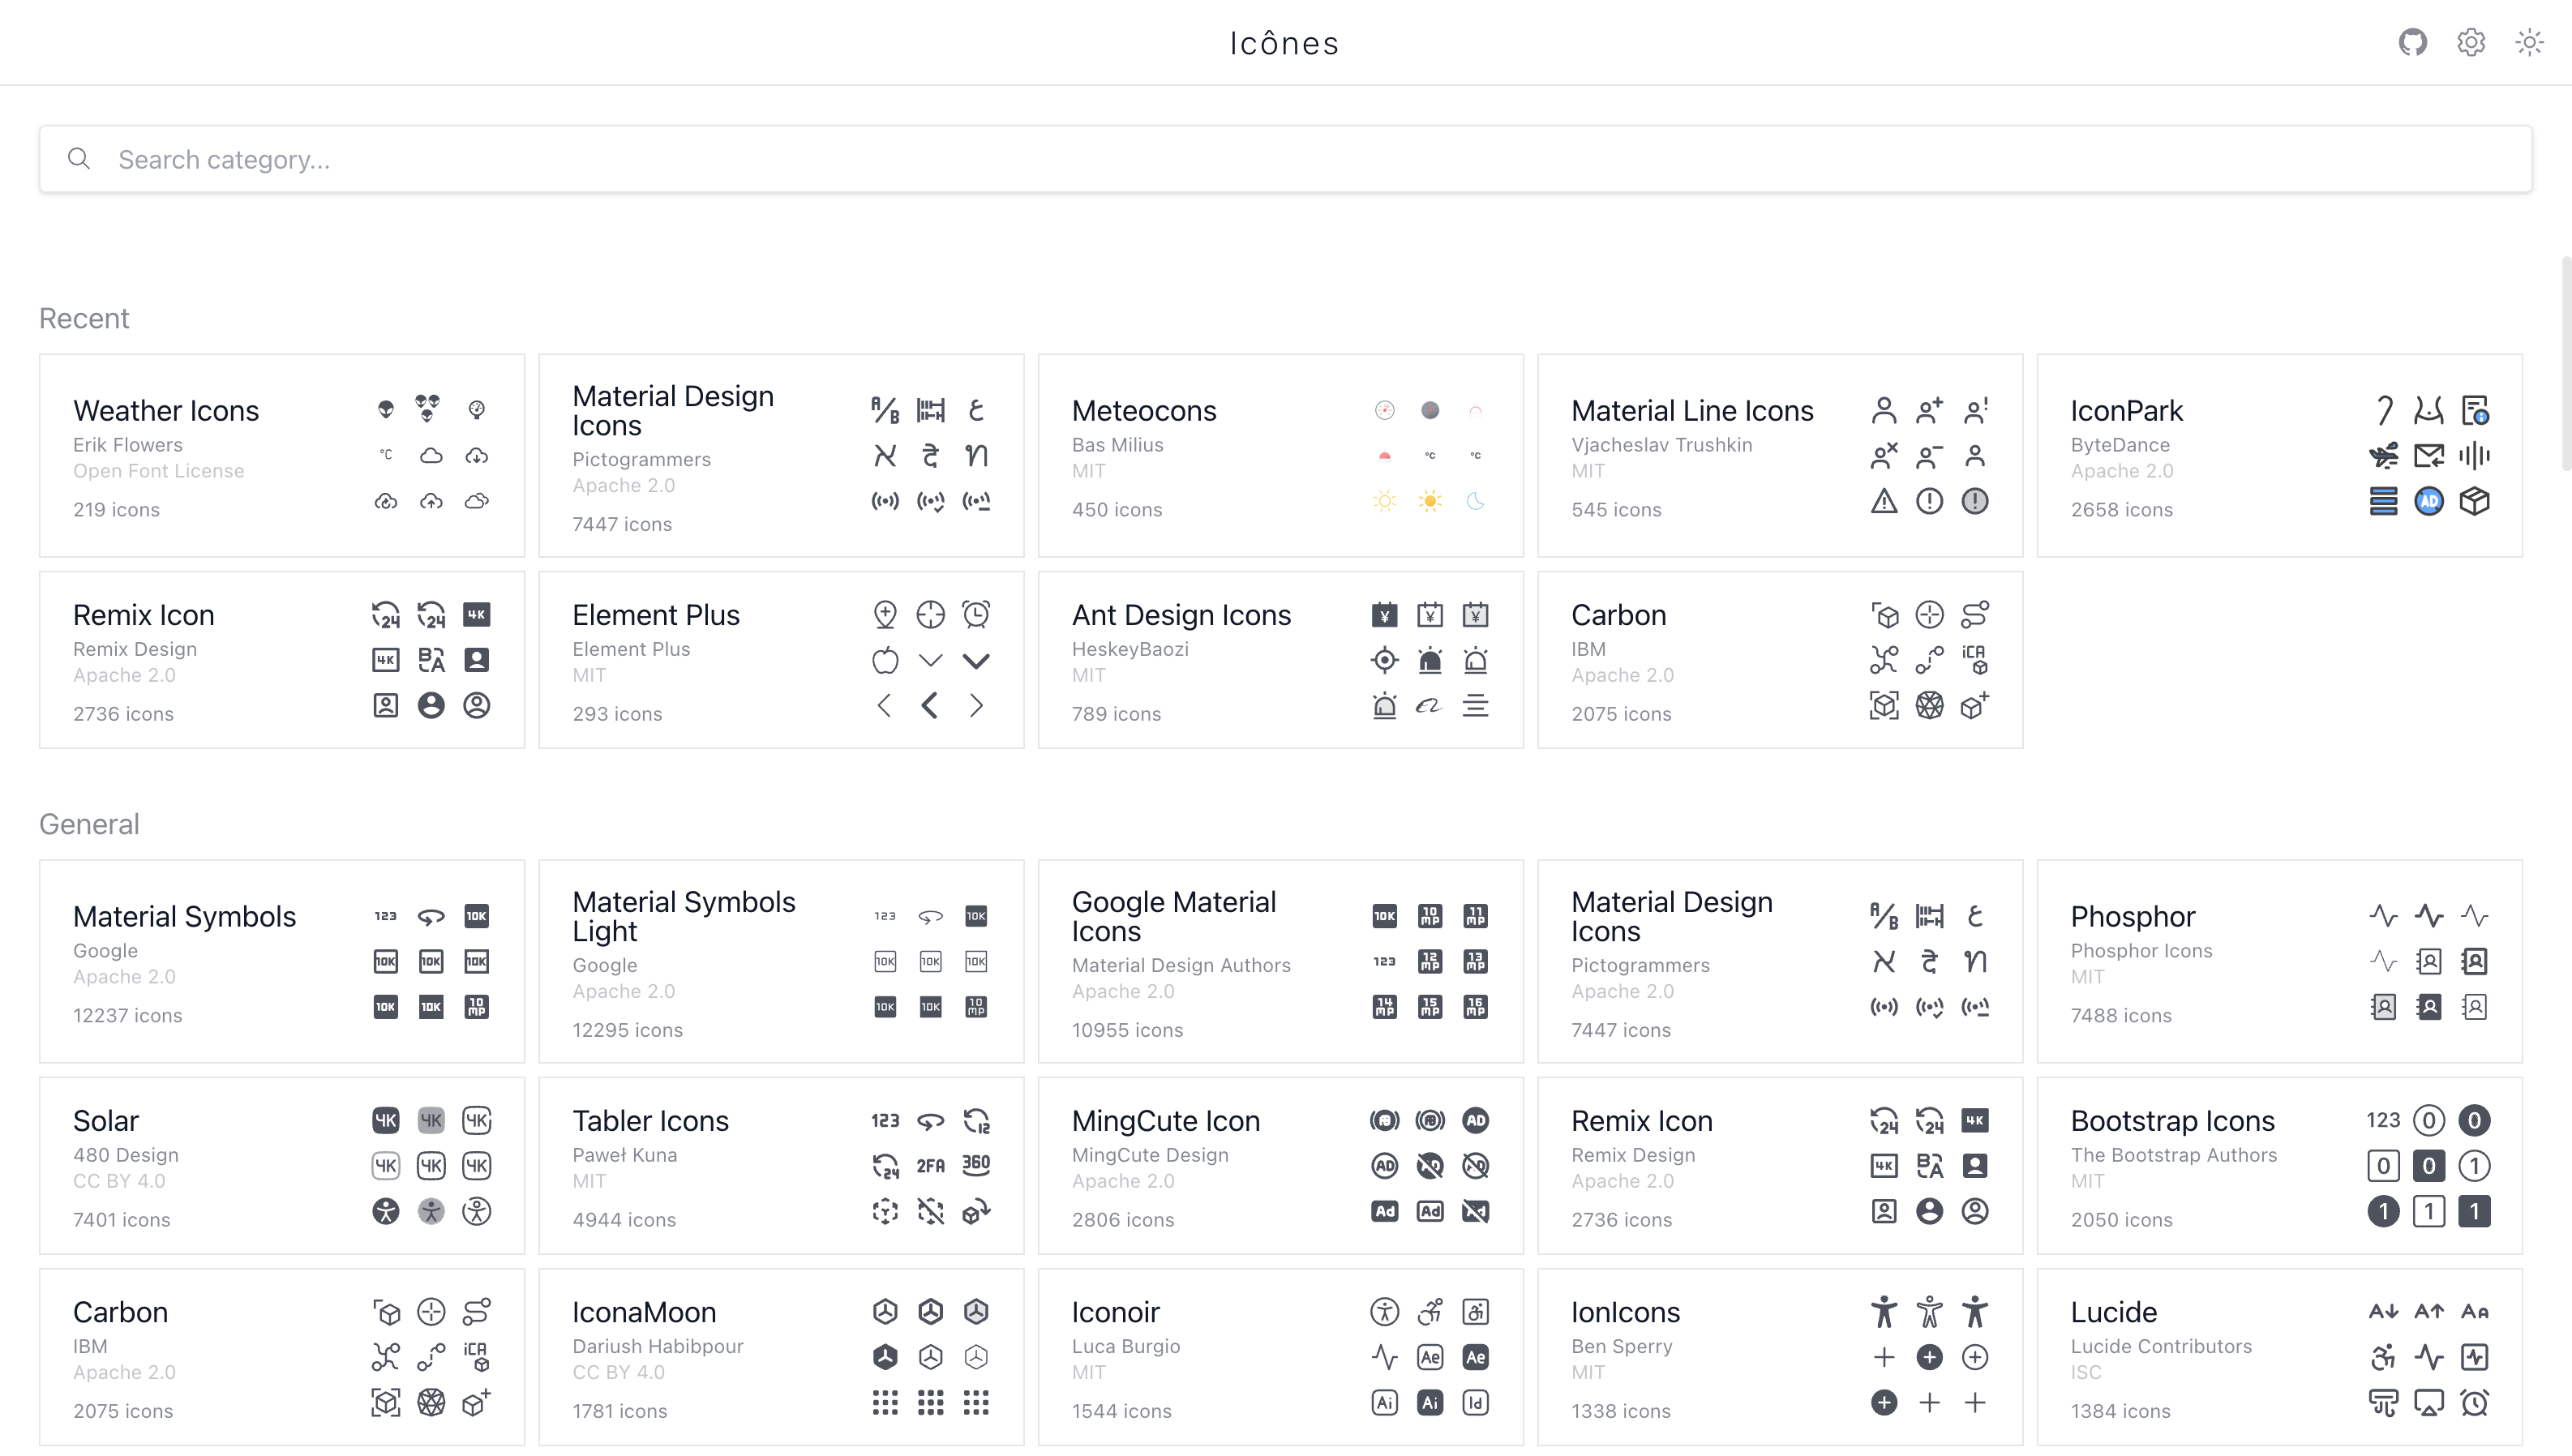 Icônes
Search category...
Recent
Weather Icons
Erik Flowers
Open Font License
219 icons
Material Design
Icons
Pictogrammers
Apache 2.0
7447 icons
Meteocons
Bas Milius
MIT
450 icons
Material Line Icons
Vjacheslav Trushkin
MIT
545 icons
IconPark
ByteDance
Apache 2.0
2658 icons
Remix Icon
Remix Design
Apache 2.0
2736 icons
Element Plus
Element Plus
MIT
293 icons
Ant Design Icons
HeskeyBaozi
MIT
789 icons
Carbon
IBM
Apache 2.0
2075 icons
General
Material Symbols
Google
Apache 2.0
12237 icons
Material Symbols
Light
Google
Apache 2.0
12295 icons
Google Material
Icons
Material Design Authors
Apache 2.0
10955 icons
Material Design
Icons
Pictogrammers
Apache 2.0
7447 icons
Phosphor
Phosphor Icons
MIT
7488 icons
Solar
480 Design
CC BY 4.0
7401 icons
Tabler Icons
Paweł Kuna
MIT
4944 icons
MingCute Icon
MingCute Design
Apache 2.0
2806 icons
Remix Icon
Remix Design
Apache 2.0
2736 icons
Bootstrap Icons
The Bootstrap Authors
MIT
2050 icons
Carbon
IBM
Apache 2.0
2075 icons
IconaMoon
Dariush Habibpour
CC BY 4.0
1781 icons
Iconoir
Luca Burgio
MIT
1544 icons
IonIcons
Ben Sperry
MIT
1338 icons
Lucide
Lucide Contributors
ISC
1384 icons